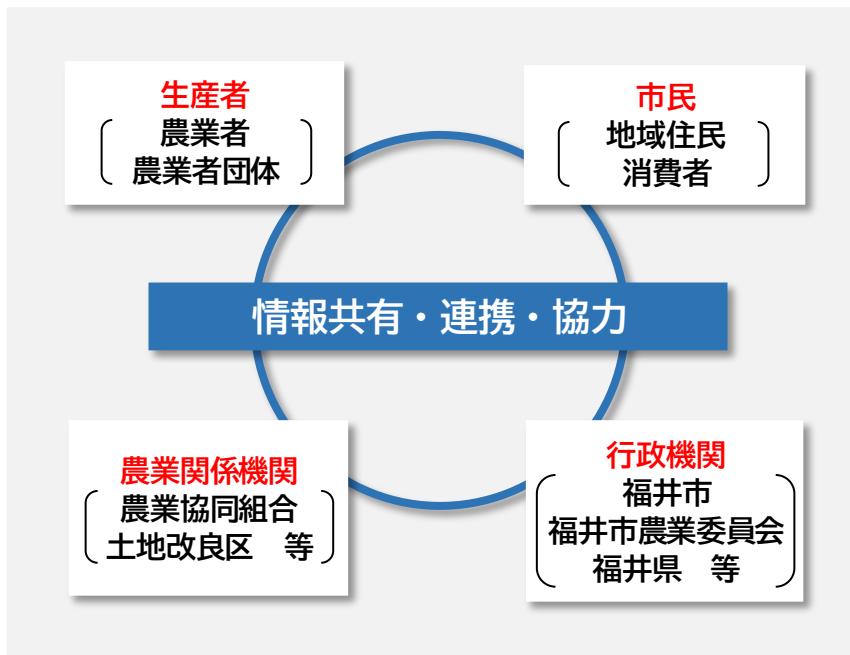 生産者
農業者
農業者団体
市民
地域住民
消費者
情報共有・連携・協力
農業関係機関
農業協同組合
土地改良区　等
行政機関
福井市
福井市農業委員会
福井県　等